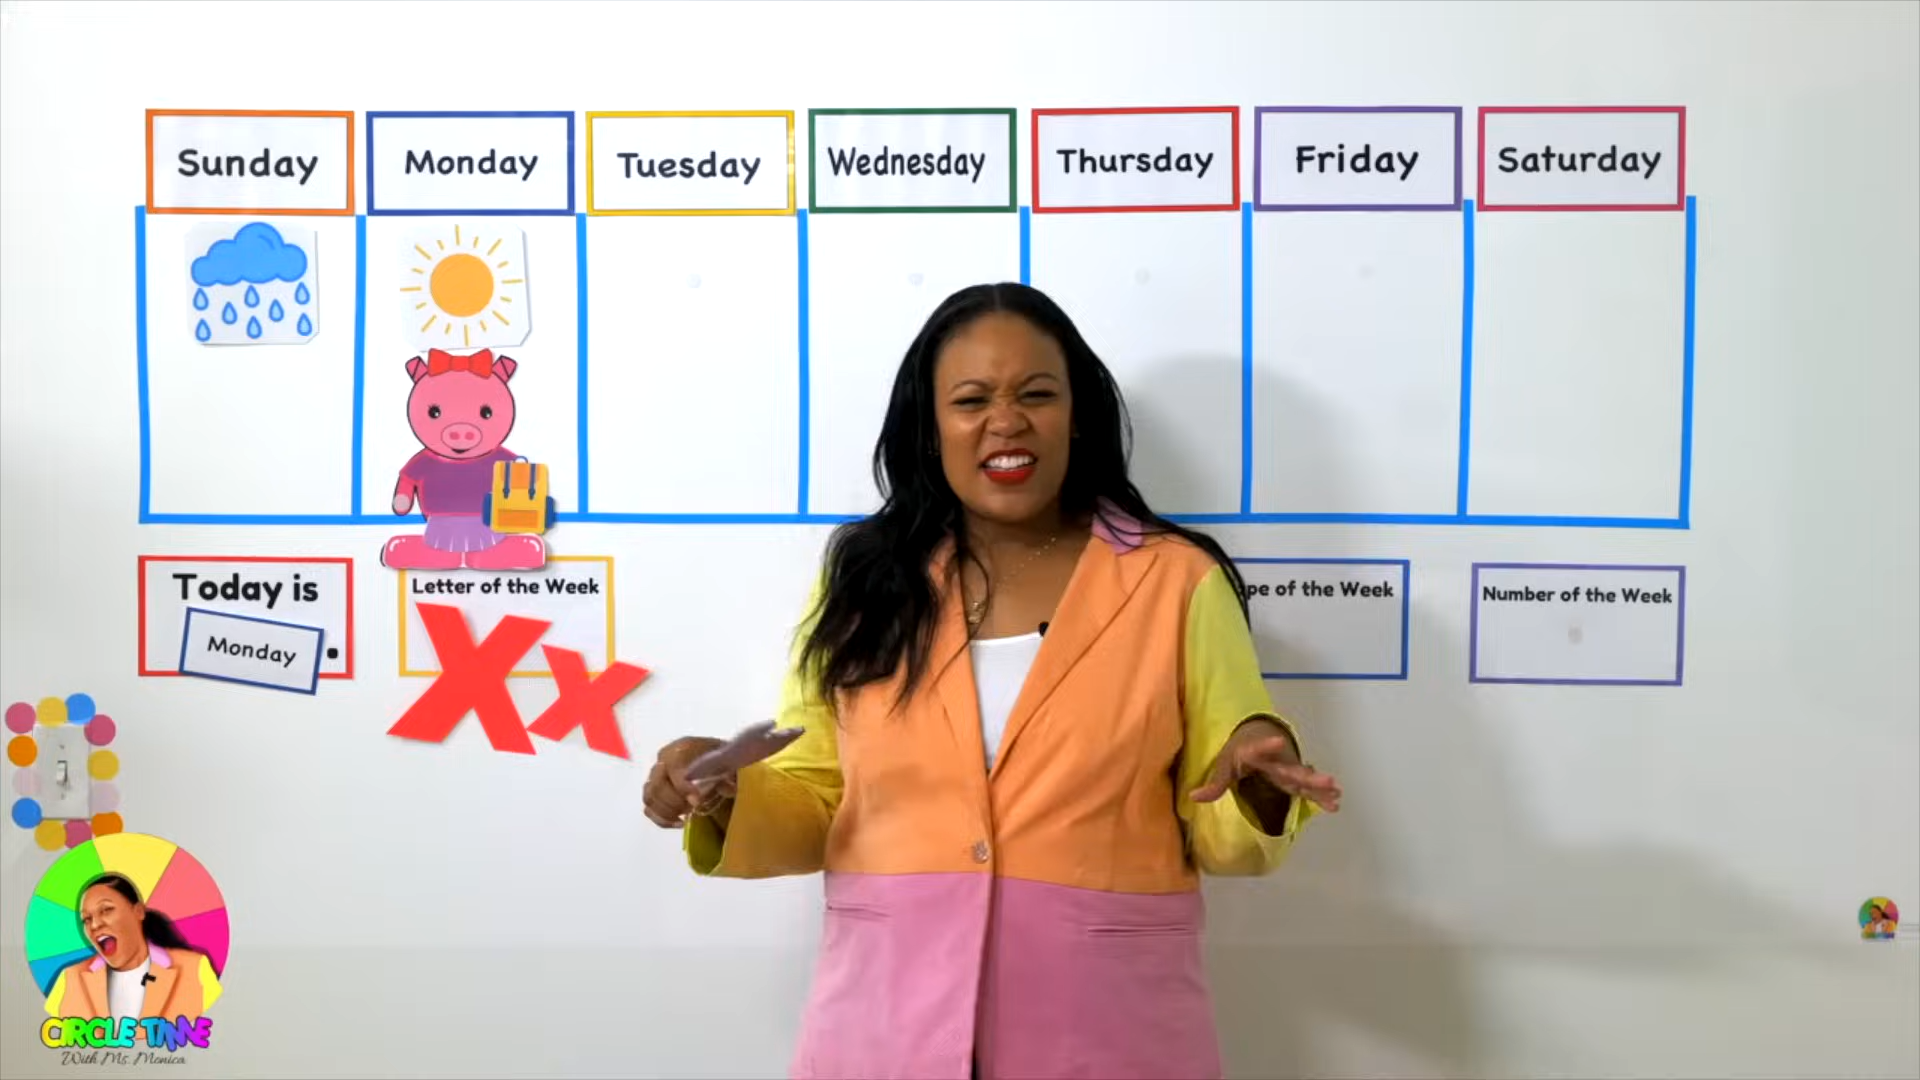 Sunday
Monday
Tuesday
Wednesday
Thursday
Friday
Saturday
Today is
Monday.
Letter of the Week
Xx
pe of the Week
Number of the Week
CIRCLE TIME
With Ms. Monica